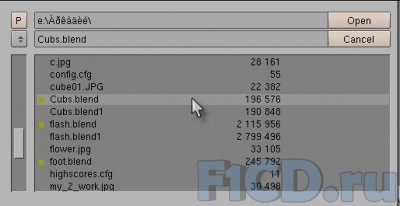 P e:\Àðêàäèé\ Open
Cubs.blend Cancel
c.jpg 28 161
config.cfg 55
cube01.JPG 22 382
Cubs.blend 196 576
Cubs.blend1 190 848
flash.blend 2 115 956
flash.blend1 2 799 496
flower.jpg 33 105
foot.blend 245 792
highscores.cfg 11
my_2_work.jpg 30 498
F1CD.ru